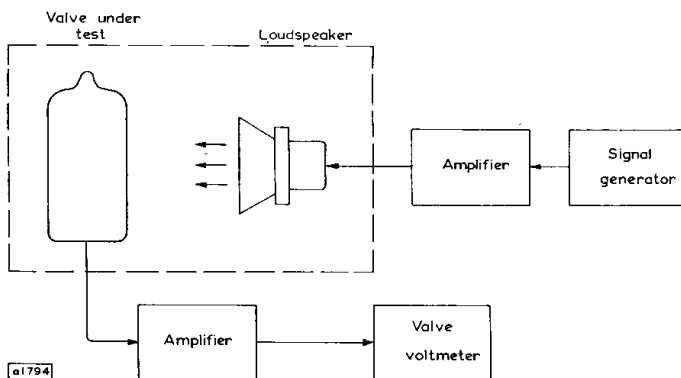 Valve under
test
Loudspeaker
Amplifier
Signal
generator
Amplifier
Valve
voltmeter
a1794